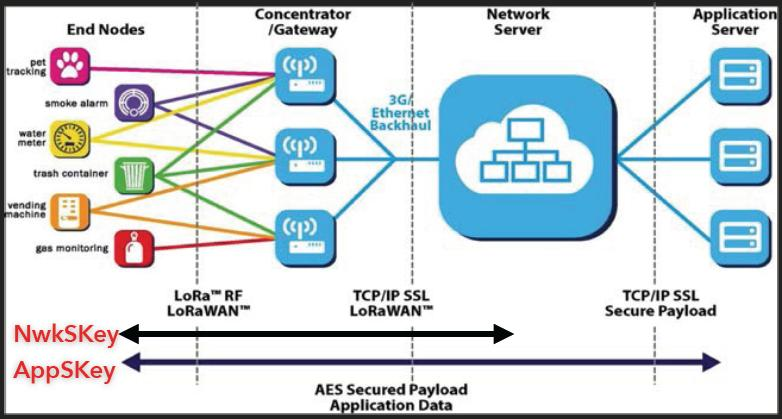 End Nodes
Concentrator
/Gateway
Network
Server
Application
Server
pet
tracking
smoke alarm
water
meter
trash container
vending
machine
gas monitoring
3G/
Ethernet
Backhaul
LoRa™ RF
LoRaWAN™
TCP/IP SSL
LoRaWAN™
TCP/IP SSL
Secure Payload
NwkSKey
AppSKey
AES Secured Payload
Application Data